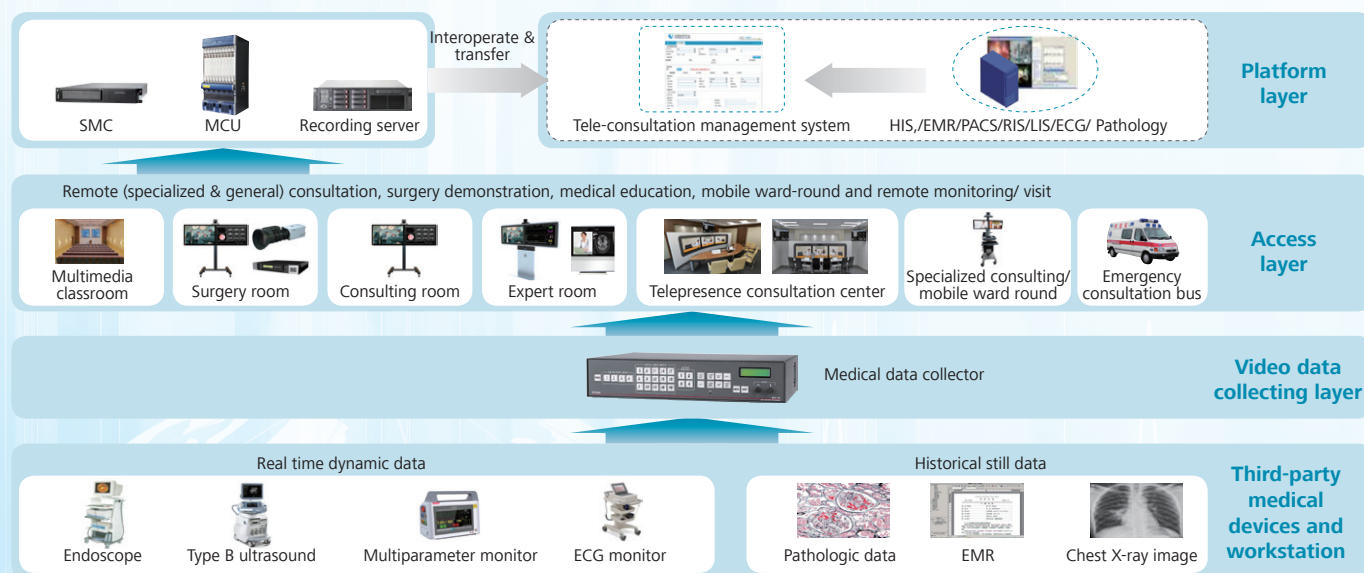 Interoperate &
transfer
SMC
MCU
Recording server
Tele-consultation management system
HIS,/EMR/PACS/RIS/LIS/ECG/ Pathology
Platform
layer
Remote (specialized & general) consultation, surgery demonstration, medical education, mobile ward-round and remote monitoring/ visit
Multimedia
classroom
Surgery room
Consulting room
Expert room
Telepresence consultation center
Specialized consulting/
mobile ward round
Emergency
consultation bus
Access
layer
Medical data collector
Video data
collecting layer
Real time dynamic data
Endoscope
Type B ultrasound
Multiparameter monitor
ECG monitor
Historical still data
Pathologic data
EMR
Chest X-ray image
Third-party
medical
devices and
workstation